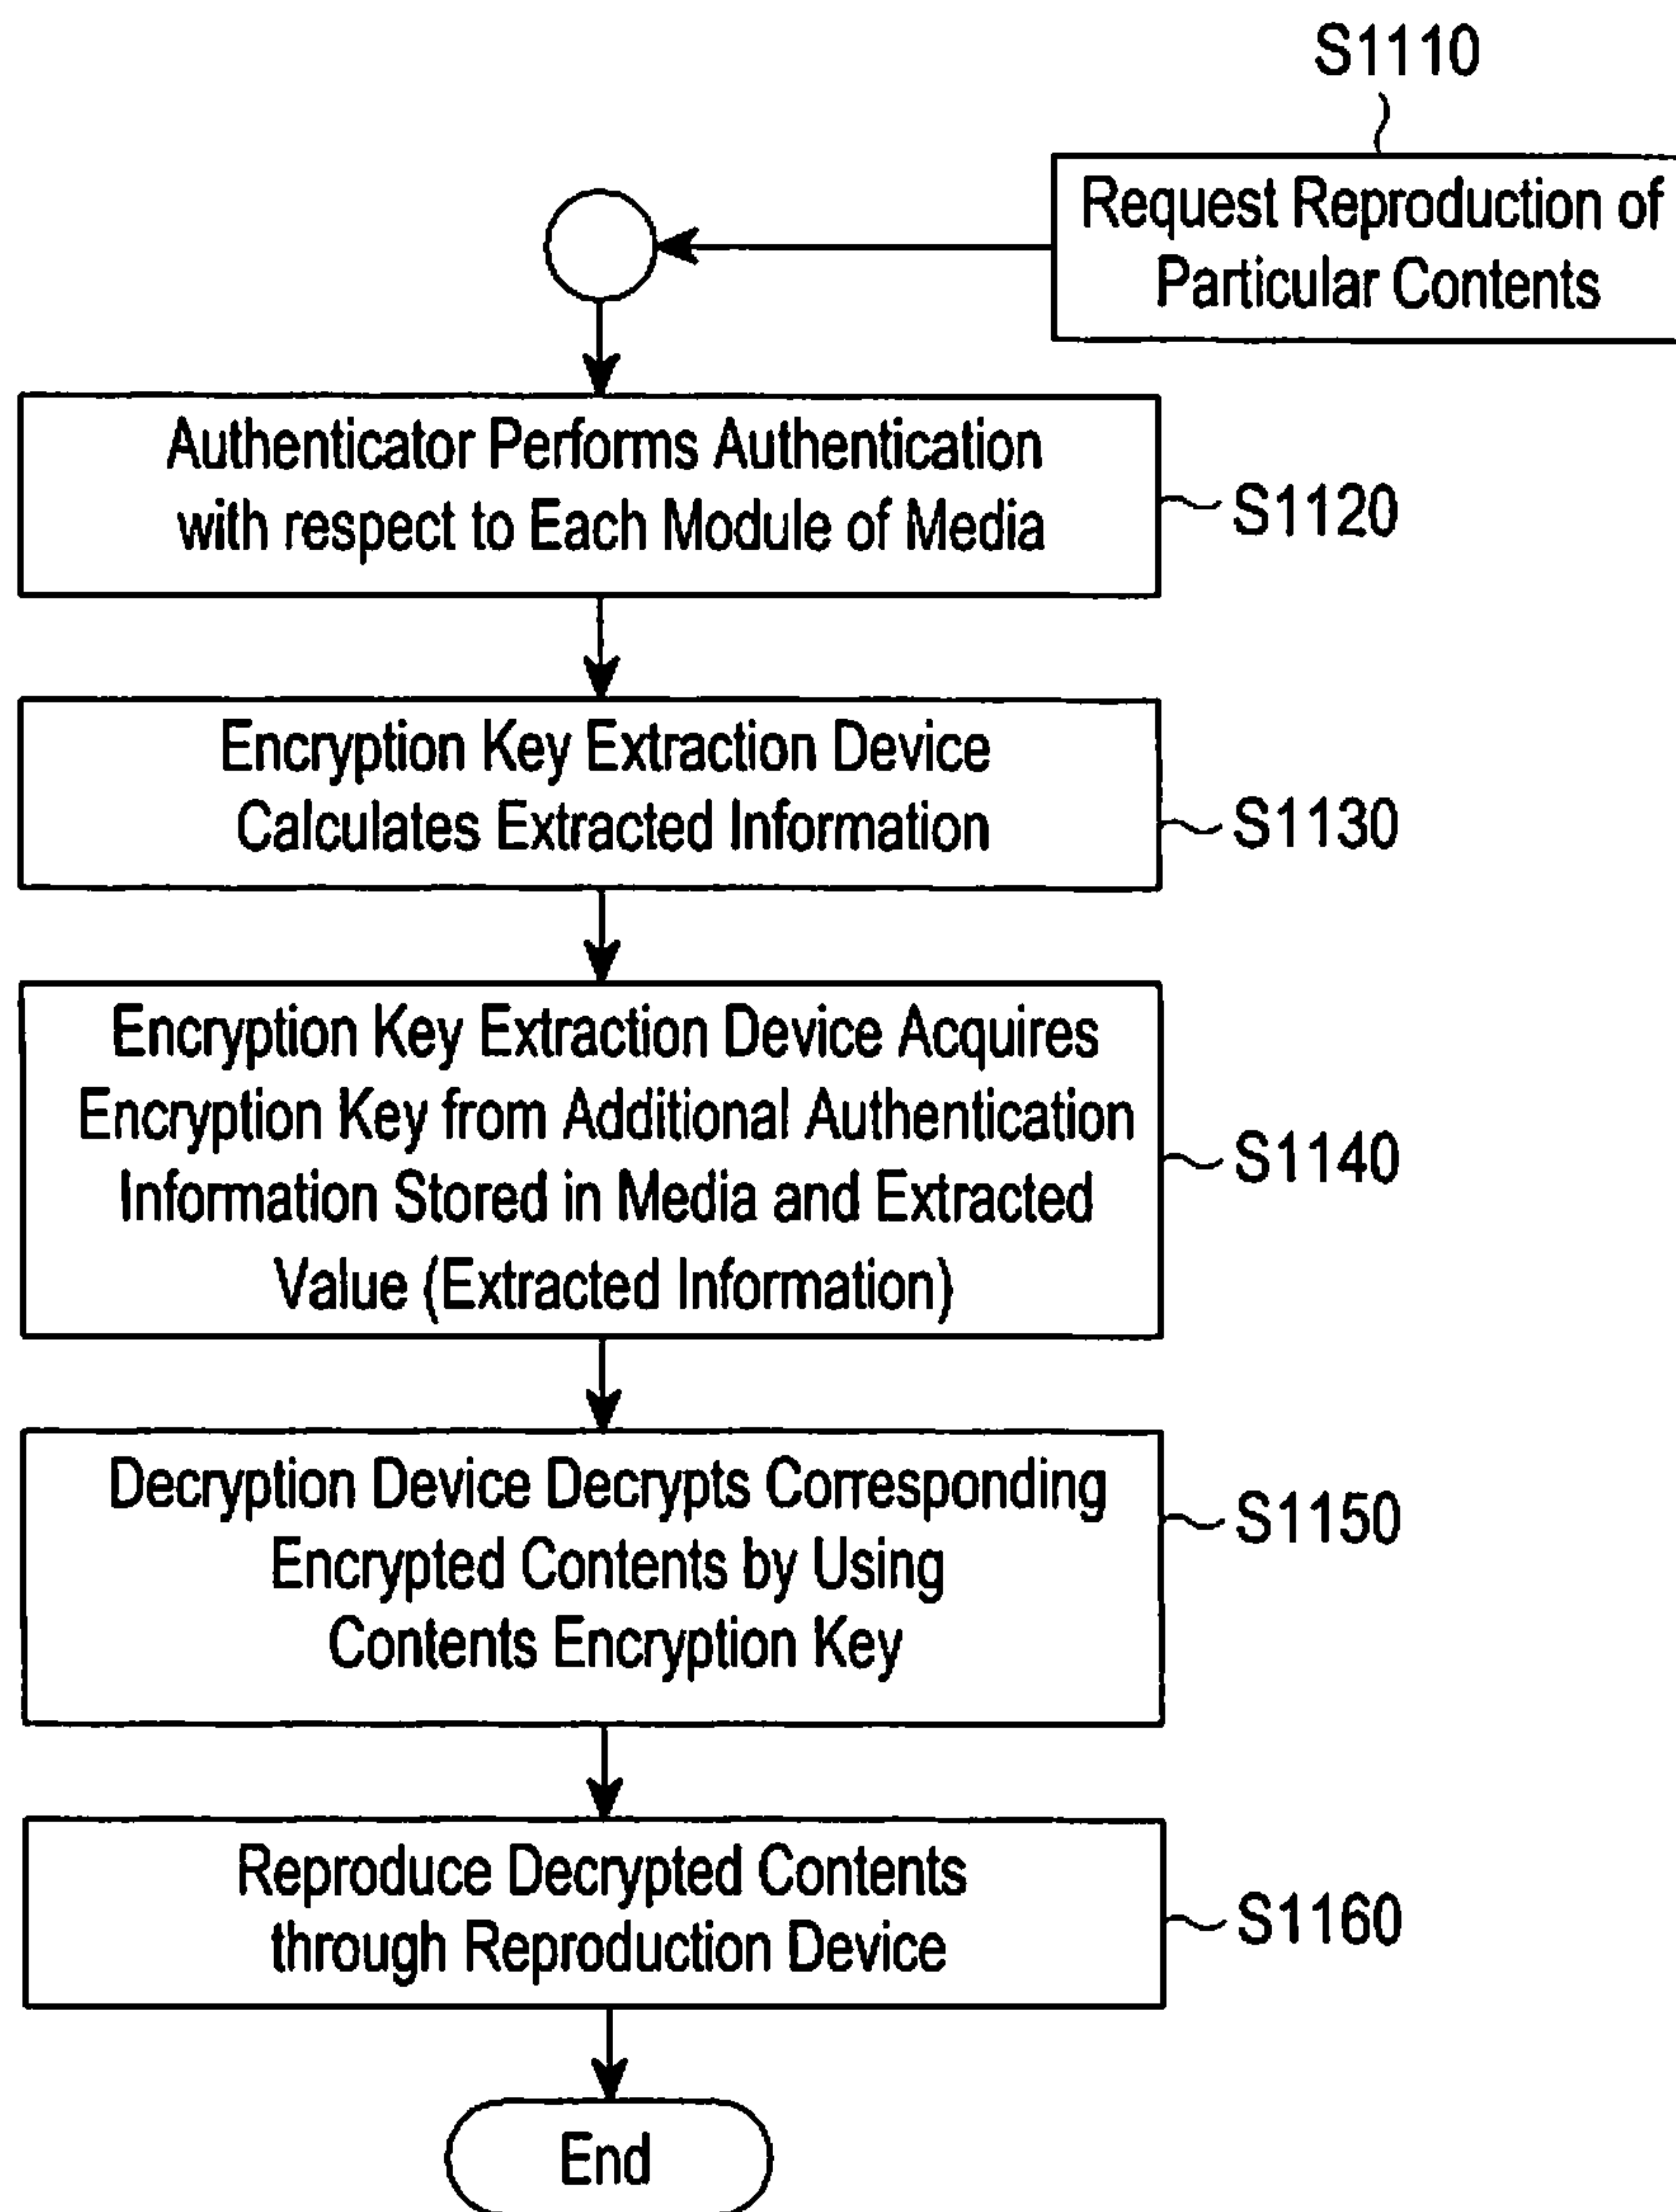 S1110
Request Reproduction of
Particular Contents
Authenticator Performs Authentication
with respect to Each Module of Media
S1120
Encryption Key Extraction Device
Calculates Extracted Information
S1130
Encryption Key Extraction Device Acquires
Encryption Key from Additional Authentication
Information Stored in Media and Extracted
Value (Extracted Information)
S1140
Decryption Device Decrypts Corresponding
Encrypted Contents by Using
Contents Encryption Key
S1150
Reproduce Decrypted Contents
through Reproduction Device
S1160
End